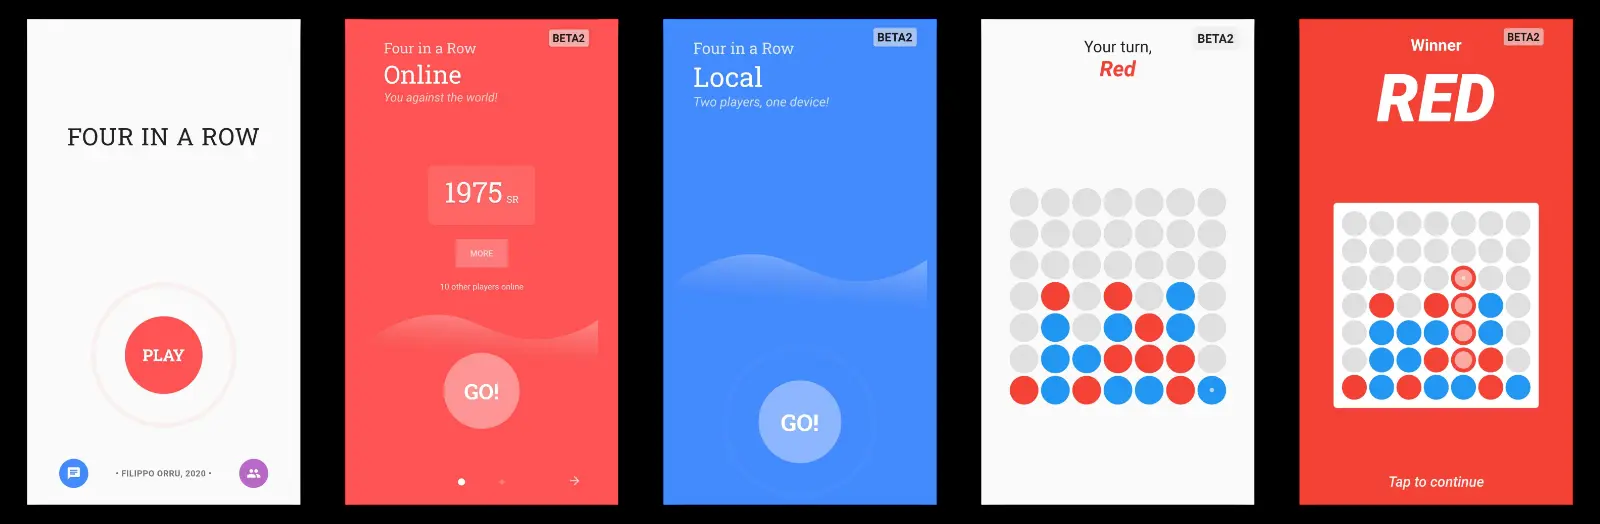 FOUR IN A ROW
PLAY
• FILIPPO ORRU, 2020 •
BETA2
Four in a Row
Online
You against the world!
1975 SR
MORE
10 other players online
GO!
BETA2
Four in a Row
Local
Two players, one device!
GO!
BETA2
Your turn,
Red
BETA2
Winner
RED
Tap to continue